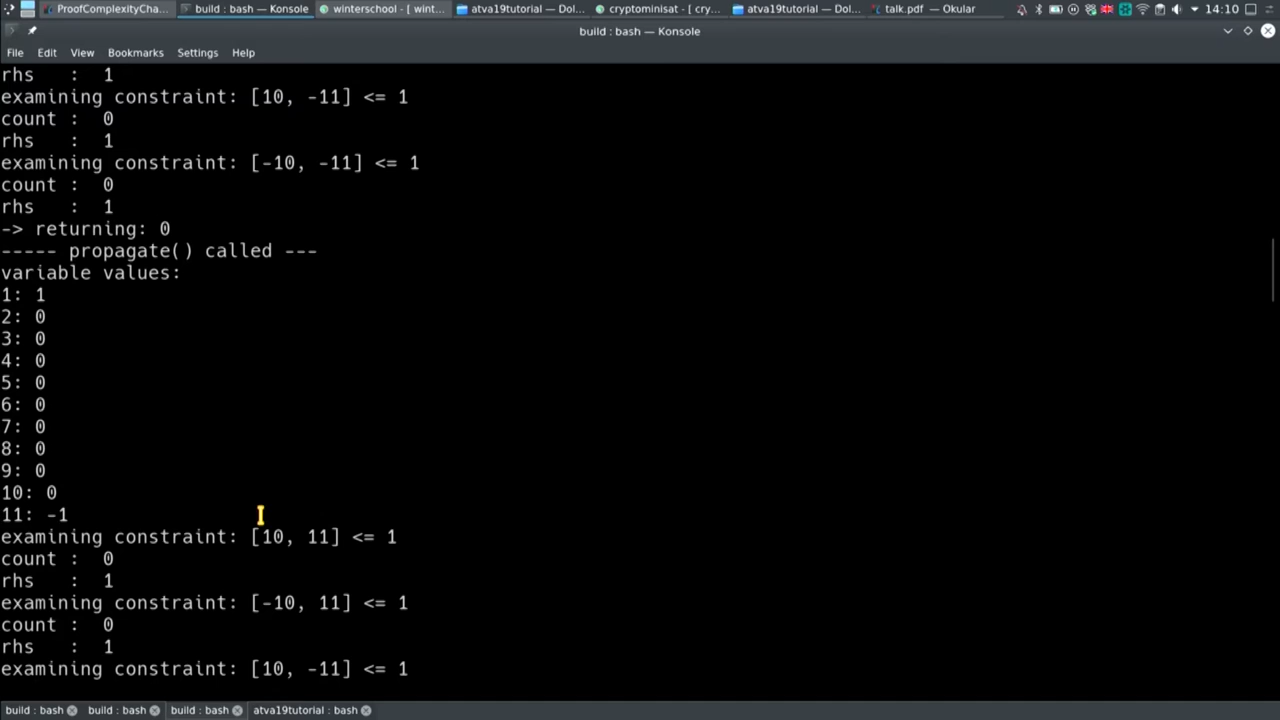 ProofComplexityCha... build : bash — Konsole winterschool - [ wint... atva19tutorial — Dol... cryptominisat - [ cry... atva19tutorial — Dol... talk.pdf — Okular 14:10
build : bash — Konsole
File Edit View Bookmarks Settings Help
rhs : 1
examining constraint: [10, -11] <= 1
count : 0
rhs : 1
examining constraint: [-10, -11] <= 1
count : 0
rhs : 1
-> returning: 0
----- propagate() called ---
variable values:
1: 1
2: 0
3: 0
4: 0
5: 0
6: 0
7: 0
8: 0
9: 0
10: 0
11: -1
examining constraint: [10, 11] <= 1
count : 0
rhs : 1
examining constraint: [-10, 11] <= 1
count : 0
rhs : 1
examining constraint: [10, -11] <= 1
build : bash build : bash build : bash atva19tutorial : bash